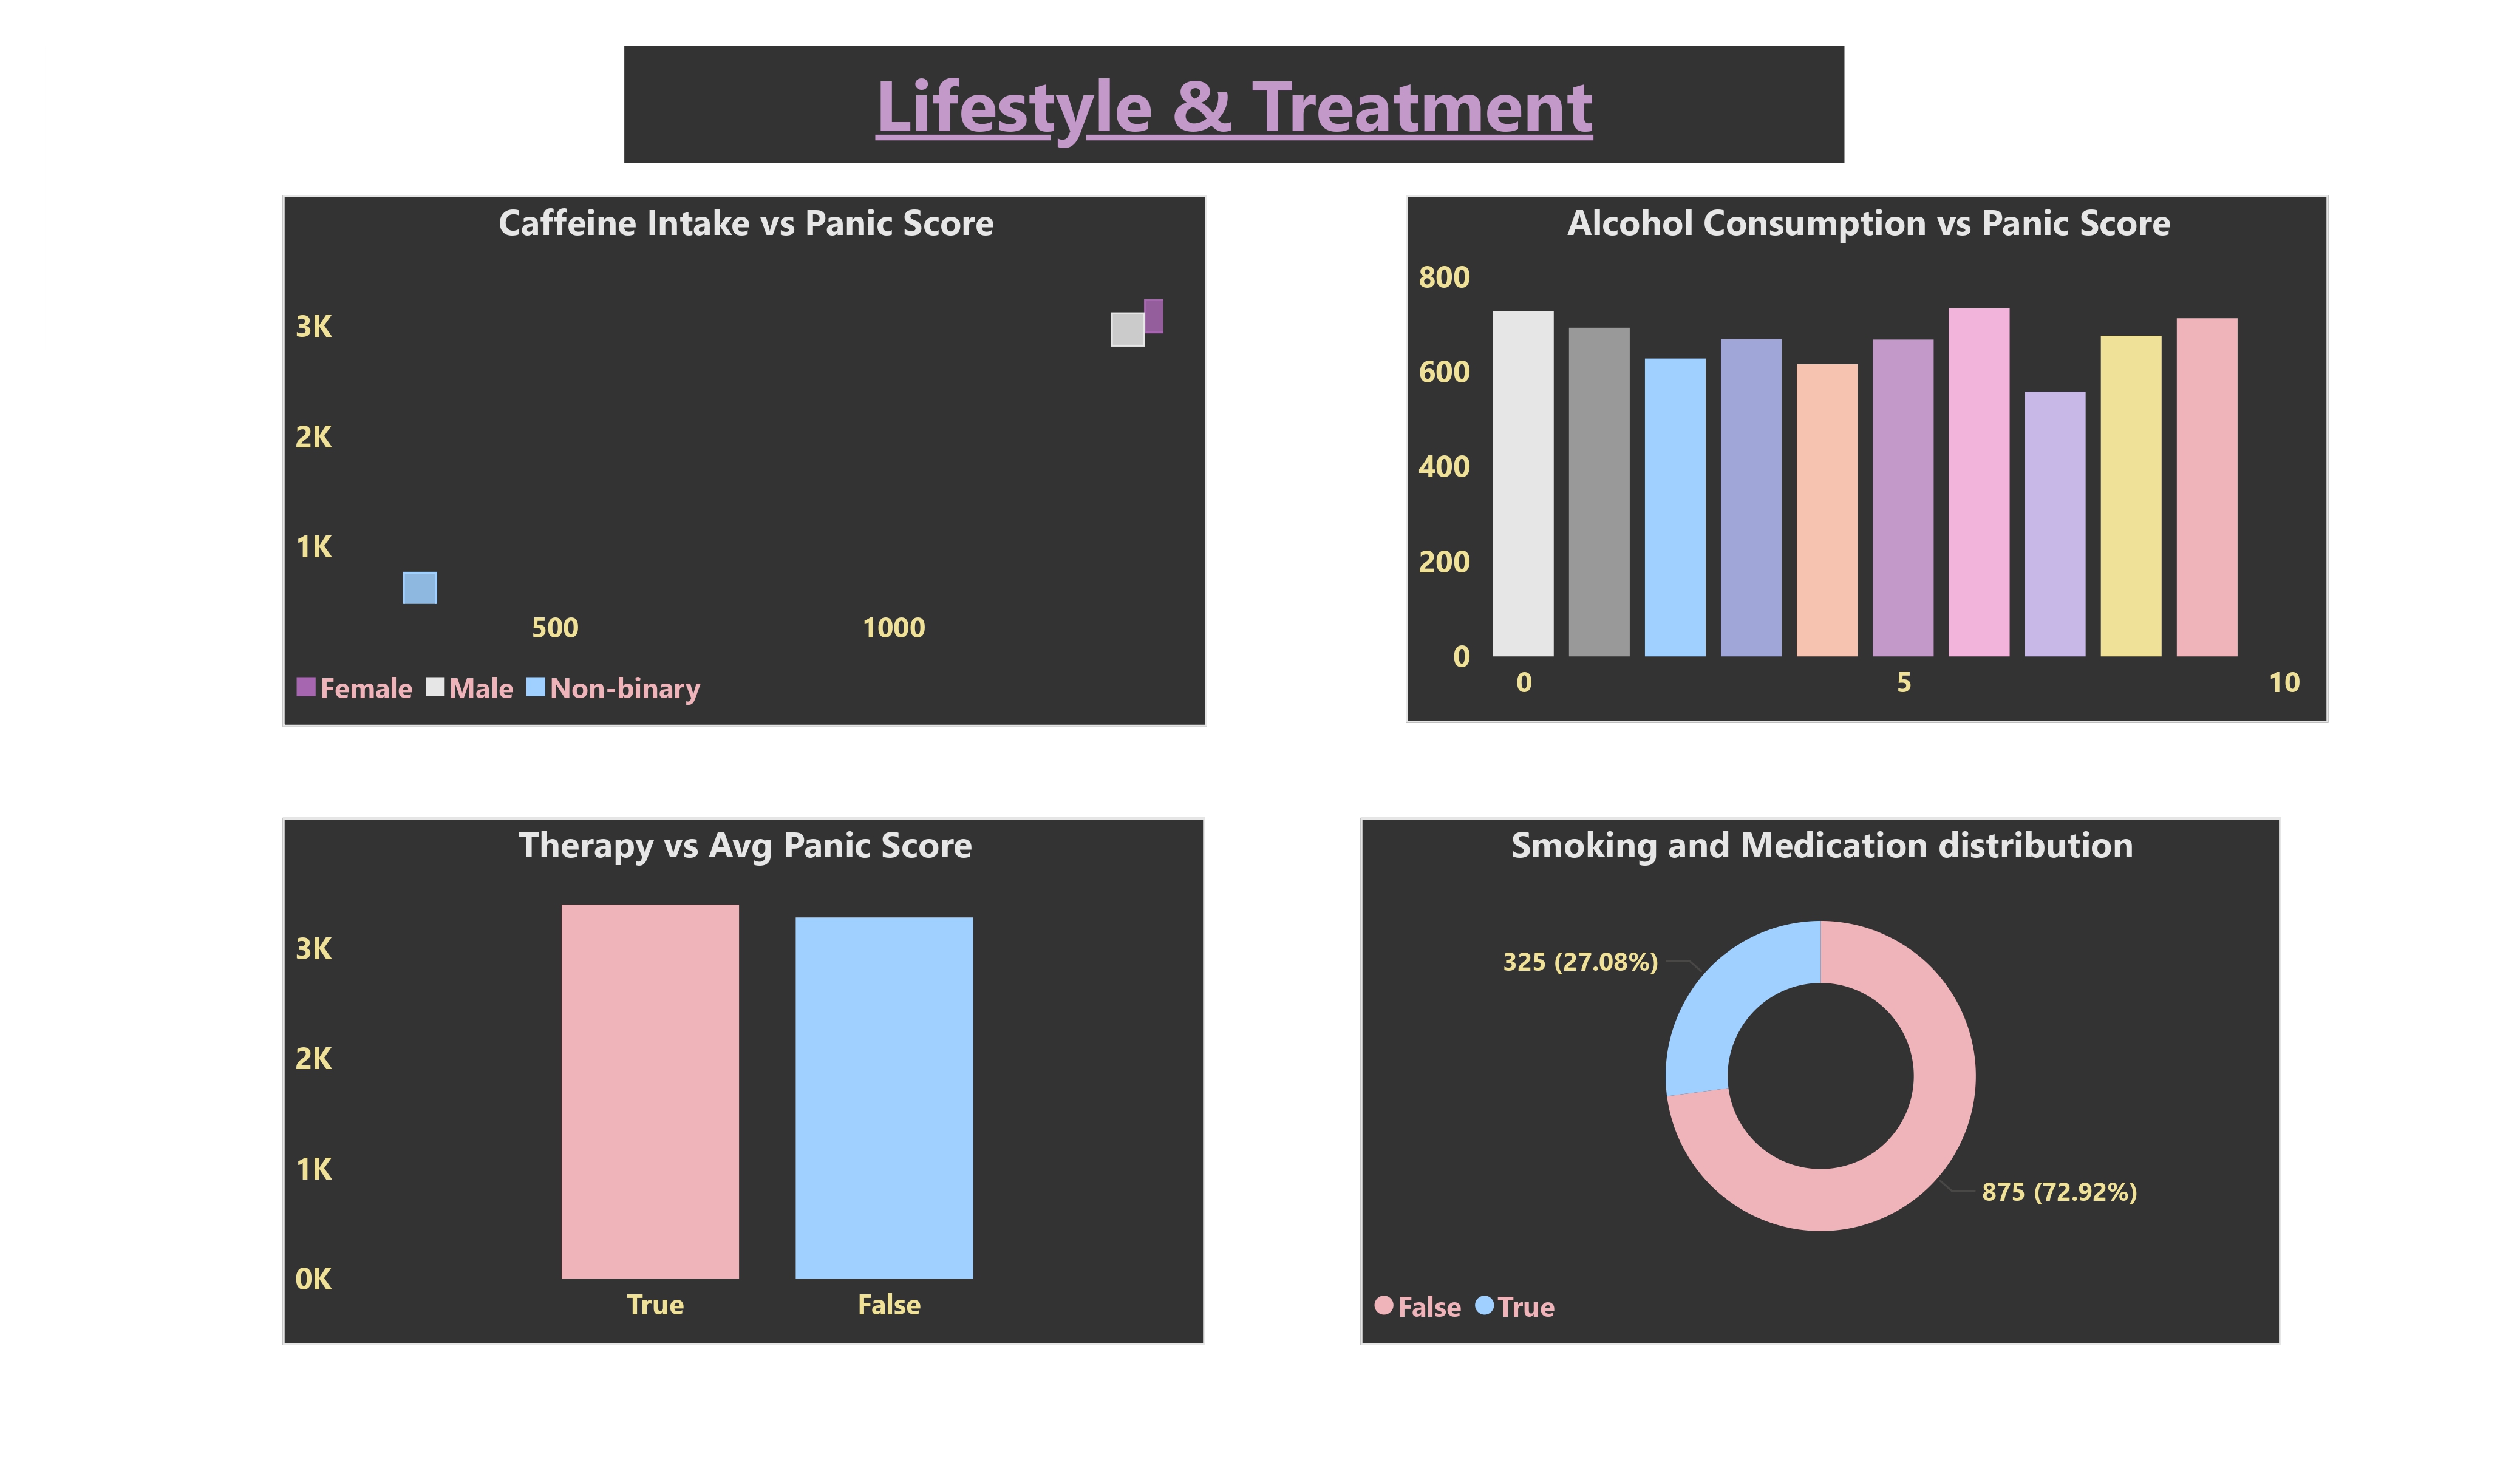 Lifestyle & Treatment
Caffeine Intake vs Panic Score
3K
2K
1K
500 1000
Female Male Non-binary
Alcohol Consumption vs Panic Score
800
600
400
200
0
0 5 10
Therapy vs Avg Panic Score
3K
2K
1K
0K
True False
Smoking and Medication distribution
325 (27.08%)
875 (72.92%)
False True